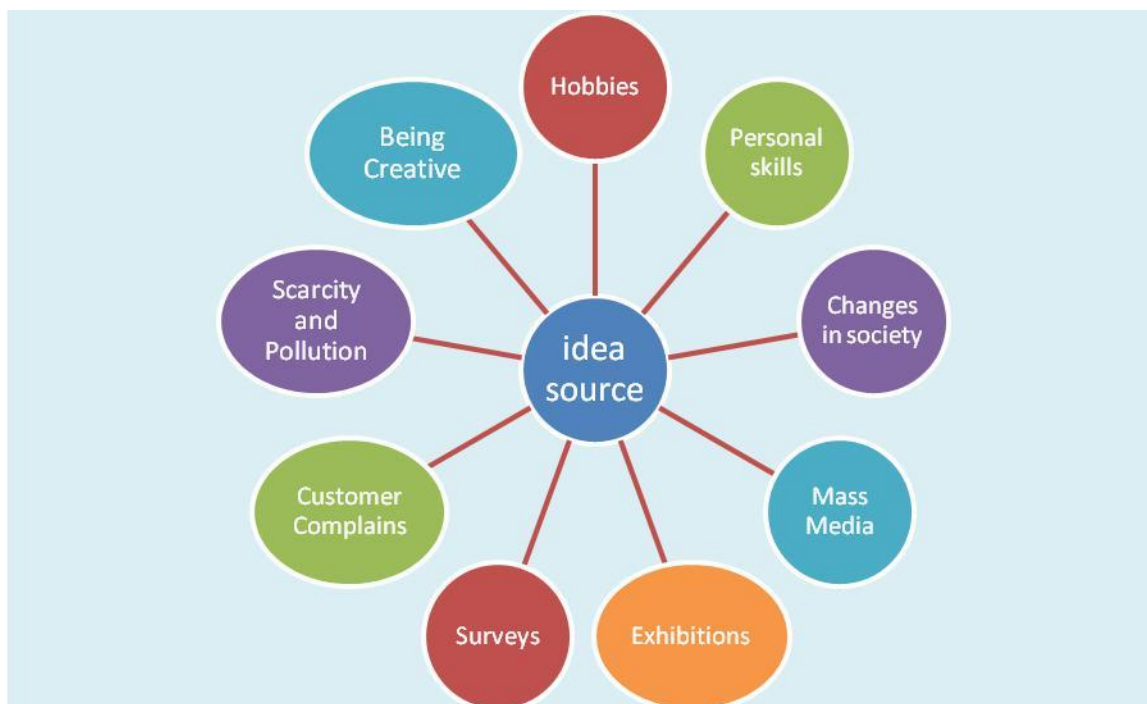 Hobbies
Personal
skills
Changes
in society
Mass
Media
Exhibitions
Surveys
Customer
Complains
Scarcity
and
Pollution
Being
Creative
idea
source